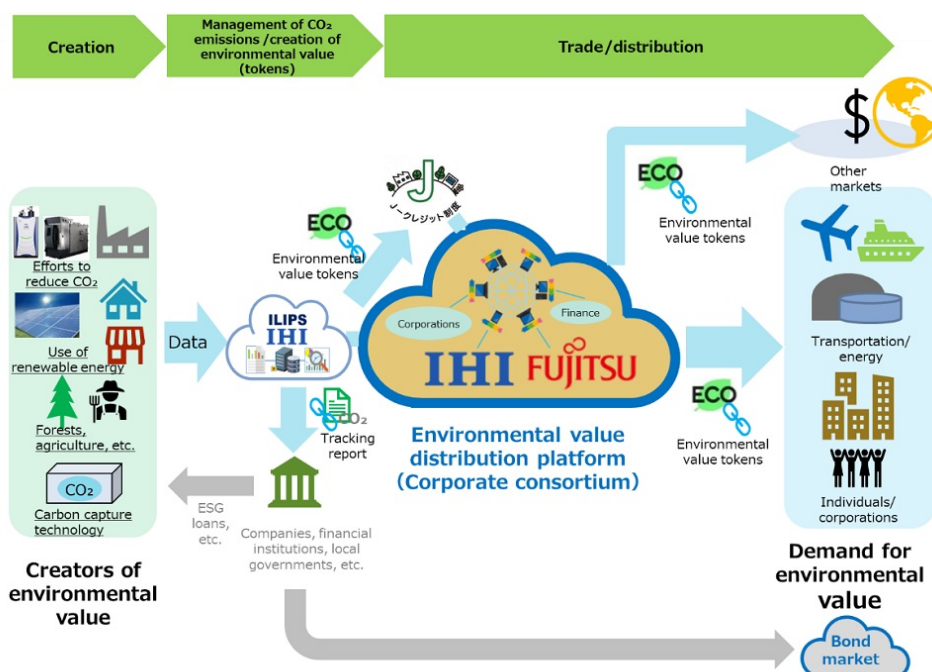 Creation
Management of CO₂
emissions /creation of
environmental value
(tokens)
Trade/distribution
$
Other
markets
J
J-クレジット制度
ECO
Environmental
value tokens
ECO
Environmental
value tokens
Efforts to
reduce CO₂
Use of
renewable energy
Forests,
agriculture, etc.
CO₂
Carbon capture
technology
Creators of
environmental
value
Data
ILIPS
IHI
Corporations
Finance
IHI FUJITSU
Environmental value
distribution platform
(Corporate consortium)
CO₂
Tracking
report
ESG
loans,
etc.
Companies, financial
institutions, local
governments, etc.
ECO
Environmental
value tokens
Transportation/
energy
Individuals/
corporations
Demand for
environmental
value
Bond
market